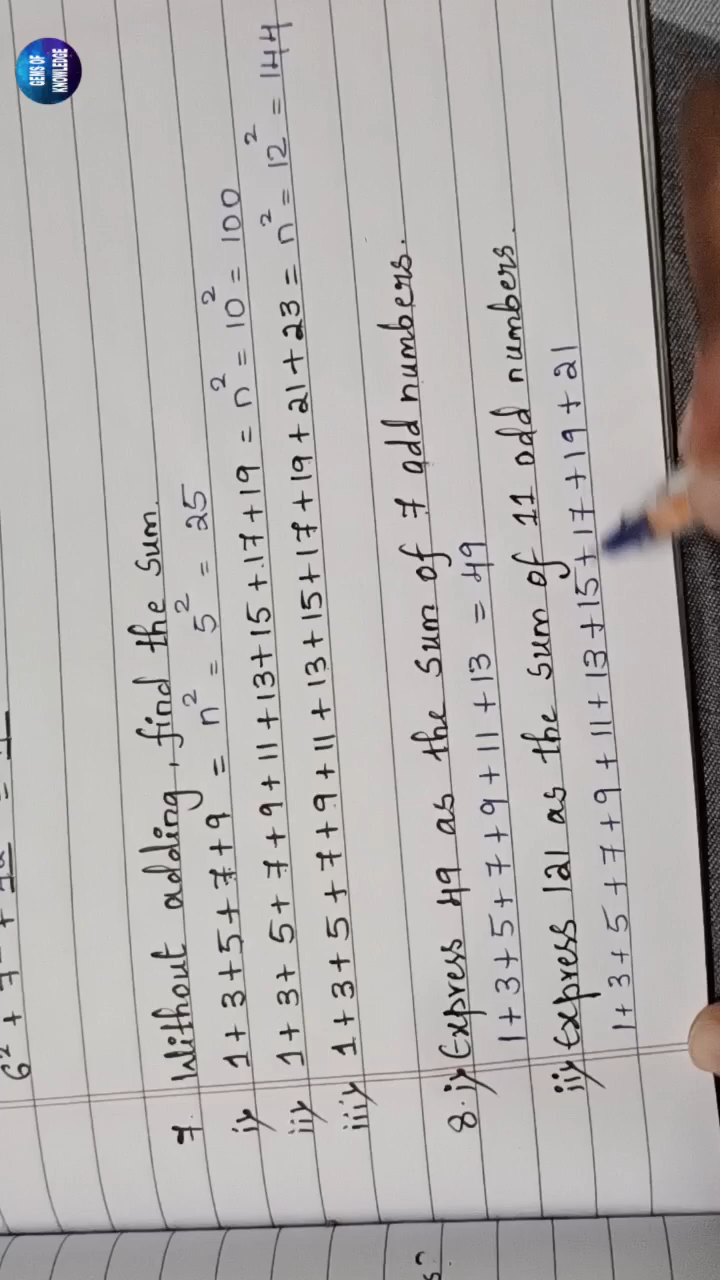 GEMS OF
KNOWLEDGE
7. Without adding, find the sum.
i) 1+3+5+7+9 = n² = 5² = 25
ii) 1+3+5+7+9+11+13+15+17+19 = n² = 10² = 100
iii) 1+3+5+7+9+11+13+15+17+19+21+23 = n² = 12² = 144
8. i) Express 49 as the sum of 7 odd numbers.
1+3+5+7+9+11+13 = 49
ii) Express 121 as the sum of 11 odd numbers.
1+3+5+7+9+11+13+15+17+19+21